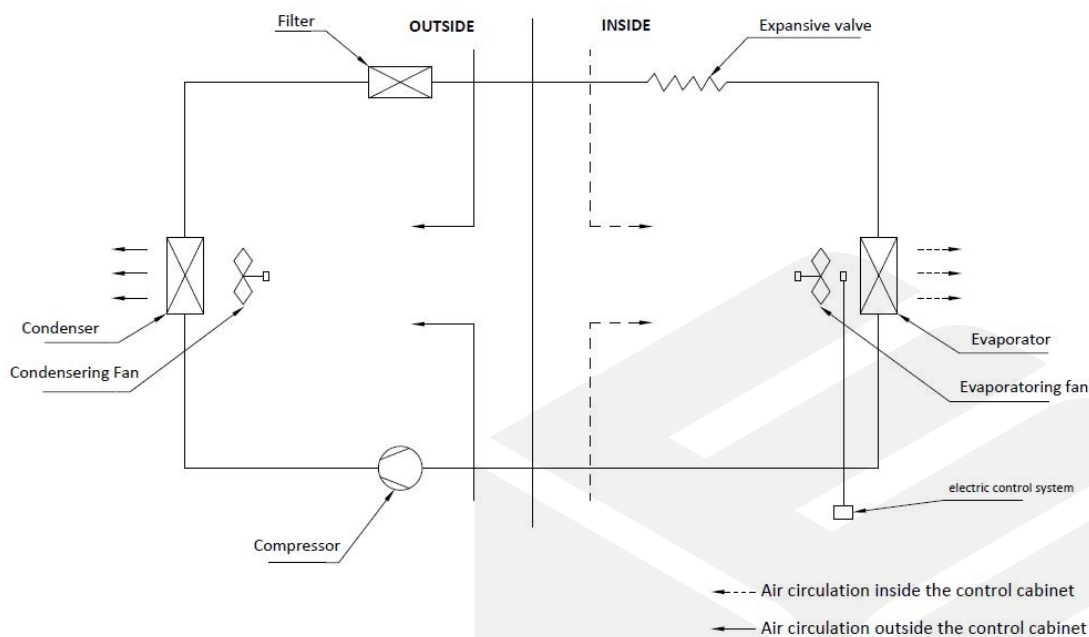 Filter
OUTSIDE
INSIDE
Expansive valve
Condenser
Condensering Fan
Evaporator
Evaporatoring fan
electric control system
Compressor
Air circulation inside the control cabinet
Air circulation outside the control cabinet